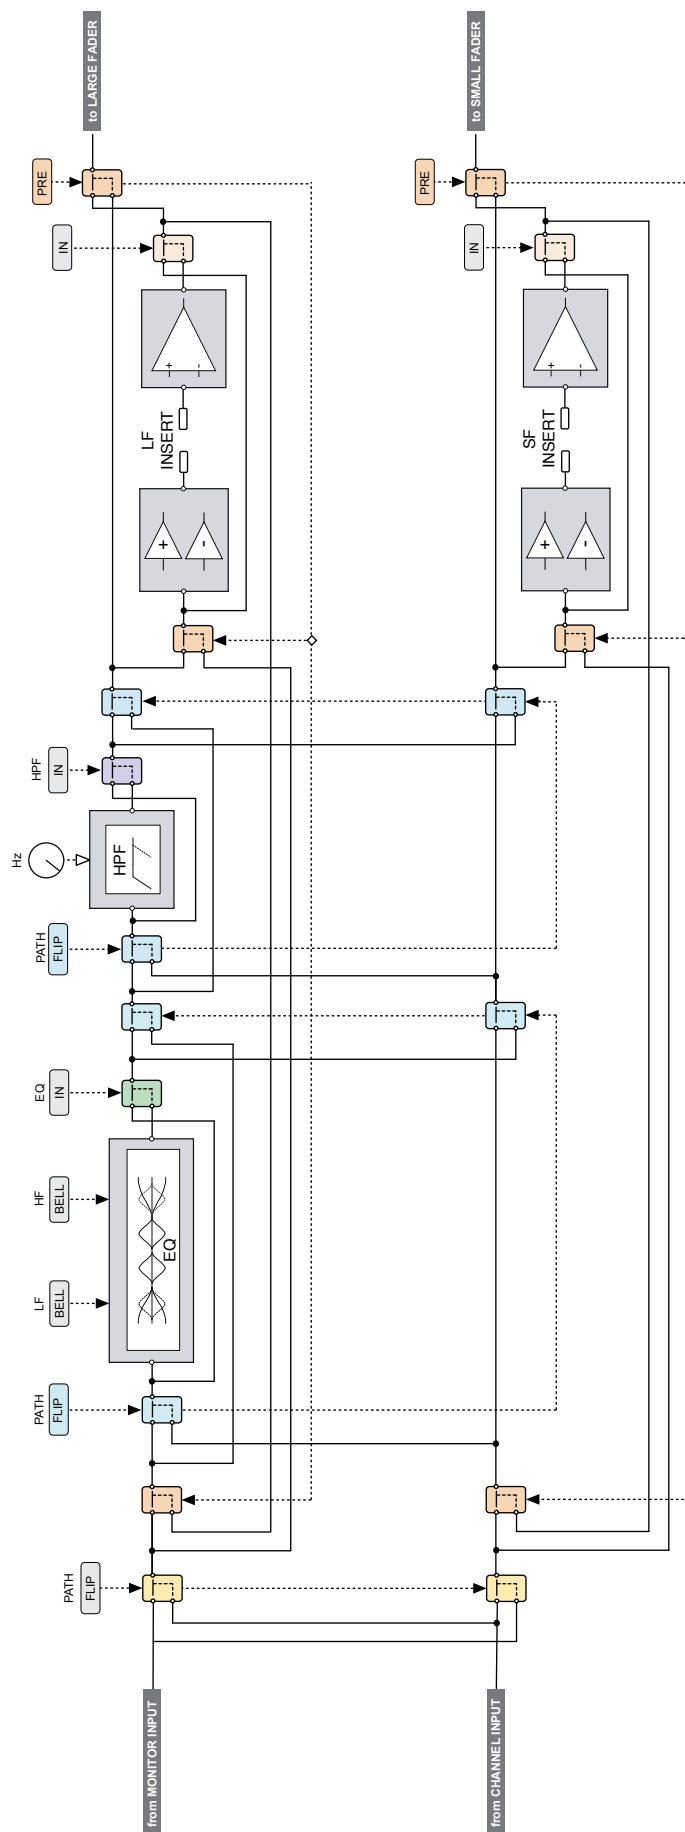 from MONITOR INPUT
from CHANNEL INPUT
PATH
FLIP
PATH
FLIP
LF
BELL
HF
BELL
EQ
EQ
IN
PATH
FLIP
Hz
HPF
HPF
IN
+
-
LF
INSERT
+
-
IN
PRE
to LARGE FADER
+
-
SF
INSERT
+
-
IN
PRE
to SMALL FADER